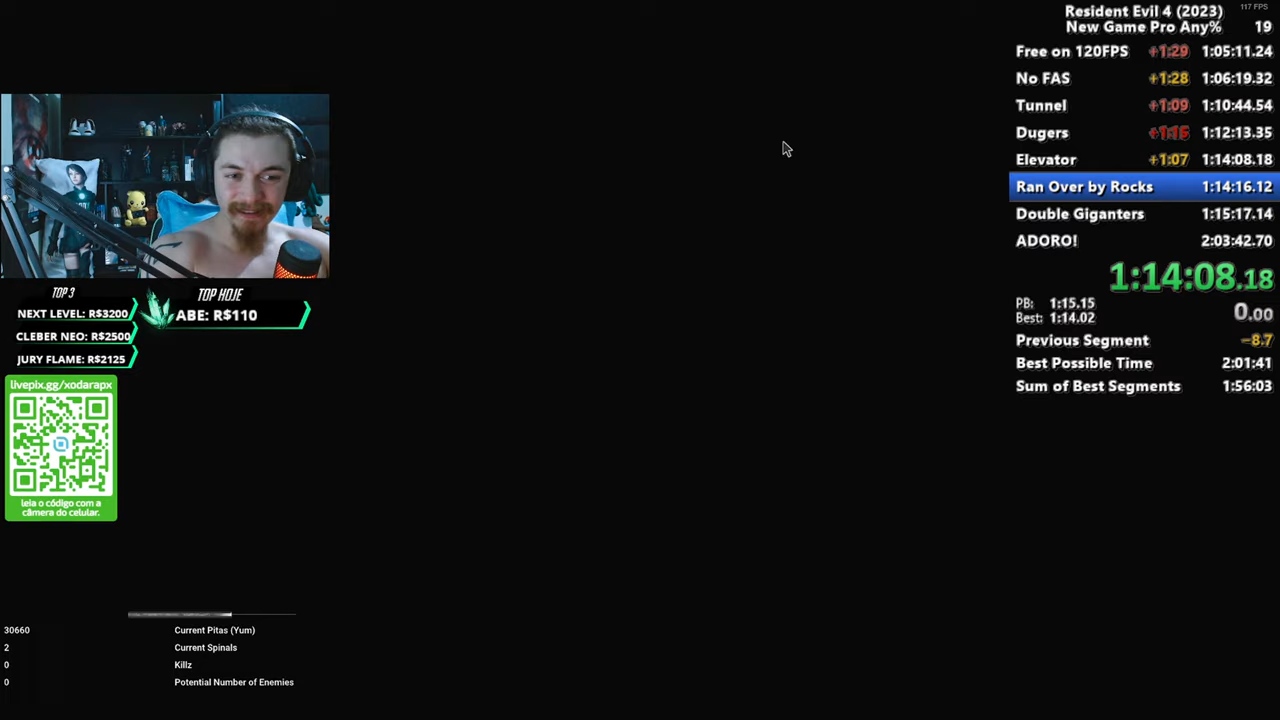 117 FPS
Resident Evil 4 (2023)
New Game Pro Any% 19
Free on 120FPS +1:29 1:05:11.24
No FAS +1:28 1:06:19.32
Tunnel +1:09 1:10:44.54
Dugers +1:15 1:12:13.35
Elevator +1:07 1:14:08.18
Ran Over by Rocks 1:14:16.12
Double Giganters 1:15:17.14
ADORO! 2:03:42.70
1:14:08.18
PB: 1:15.15
Best: 1:14.02
0.00
Previous Segment -8.7
Best Possible Time 2:01:41
Sum of Best Segments 1:56:03
TOP 3
NEXT LEVEL: R$3200
CLEBER NEO: R$2500
JURY FLAME: R$2125
TOP HOJE
ABE: R$110
livepix.gg/xodarapx
leia o código com a
câmera do celular.
30660 Current Pitas (Yum)
2 Current Spinals
0 Killz
0 Potential Number of Enemies